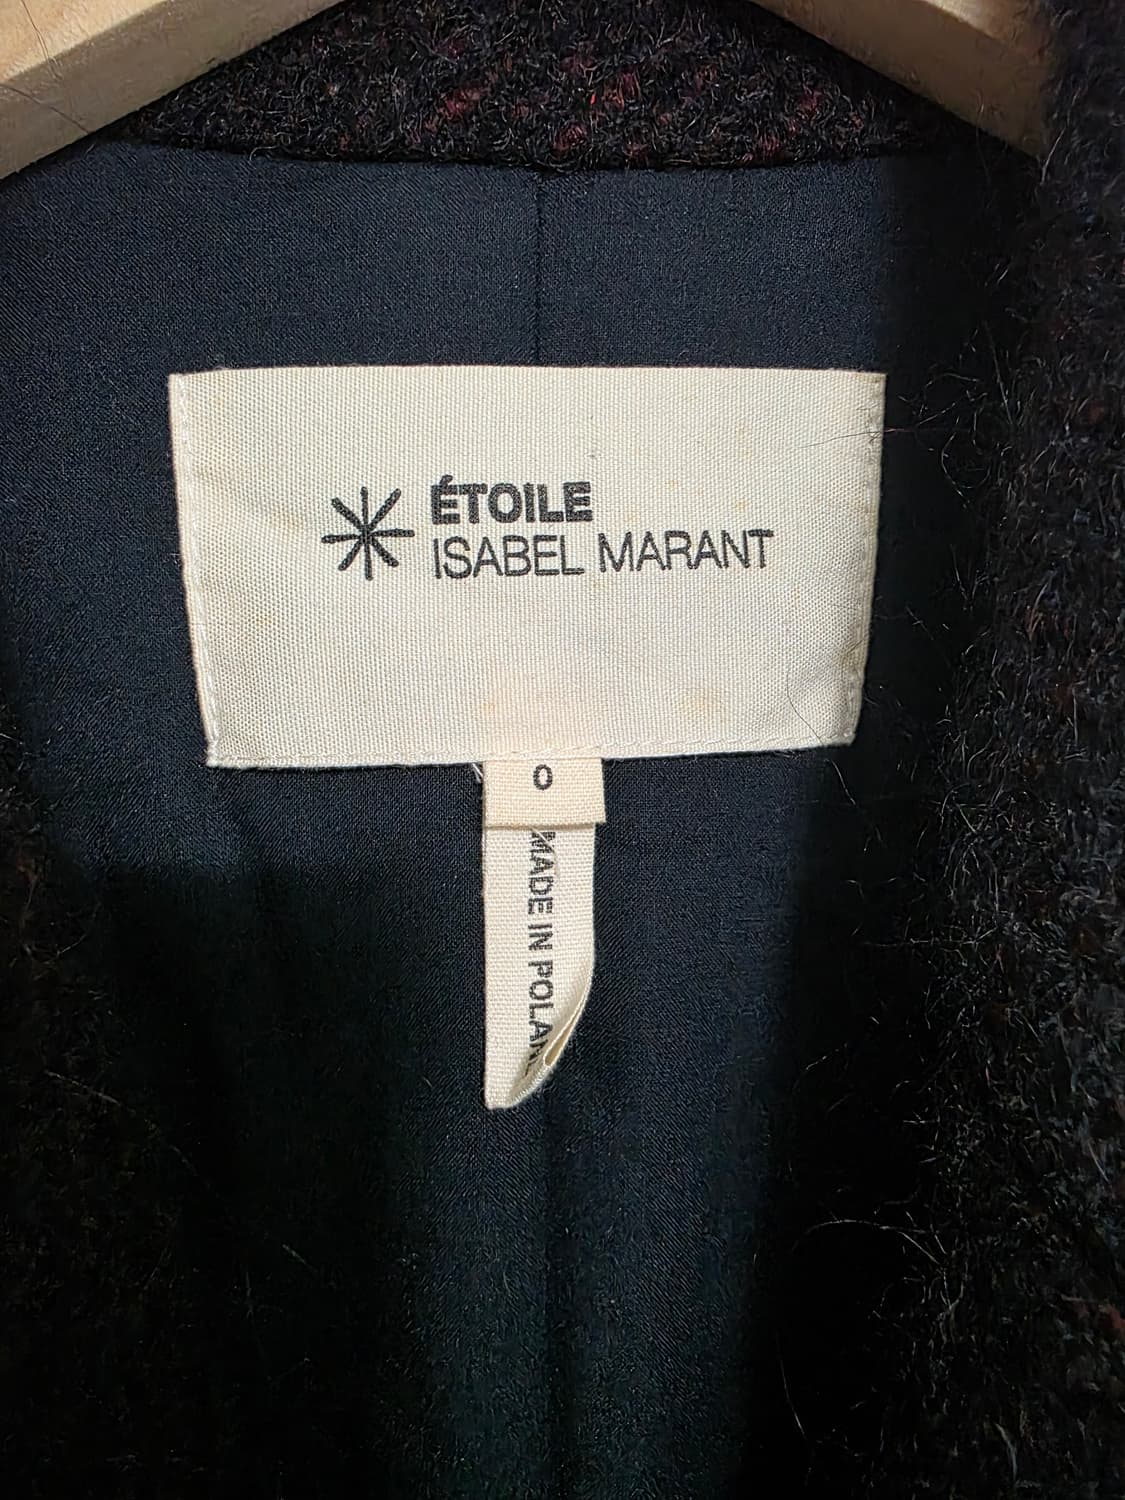 ÉTOILE
ISABEL MARANT
0
MADE IN POLAND